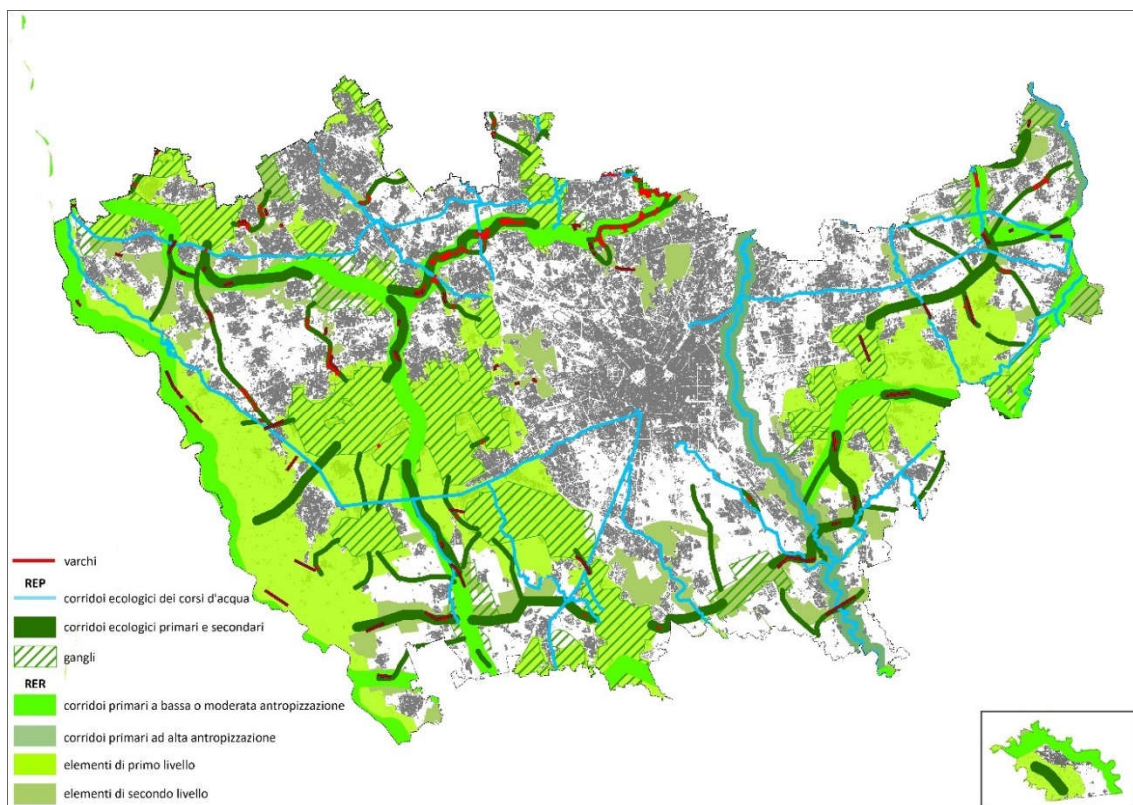 varchi
REP
corridoi ecologici dei corsi d'acqua
corridoi ecologici primari e secondari
gangli
RER
corridoi primari a bassa o moderata antropizzazione
corridoi primari ad alta antropizzazione
elementi di primo livello
elementi di secondo livello